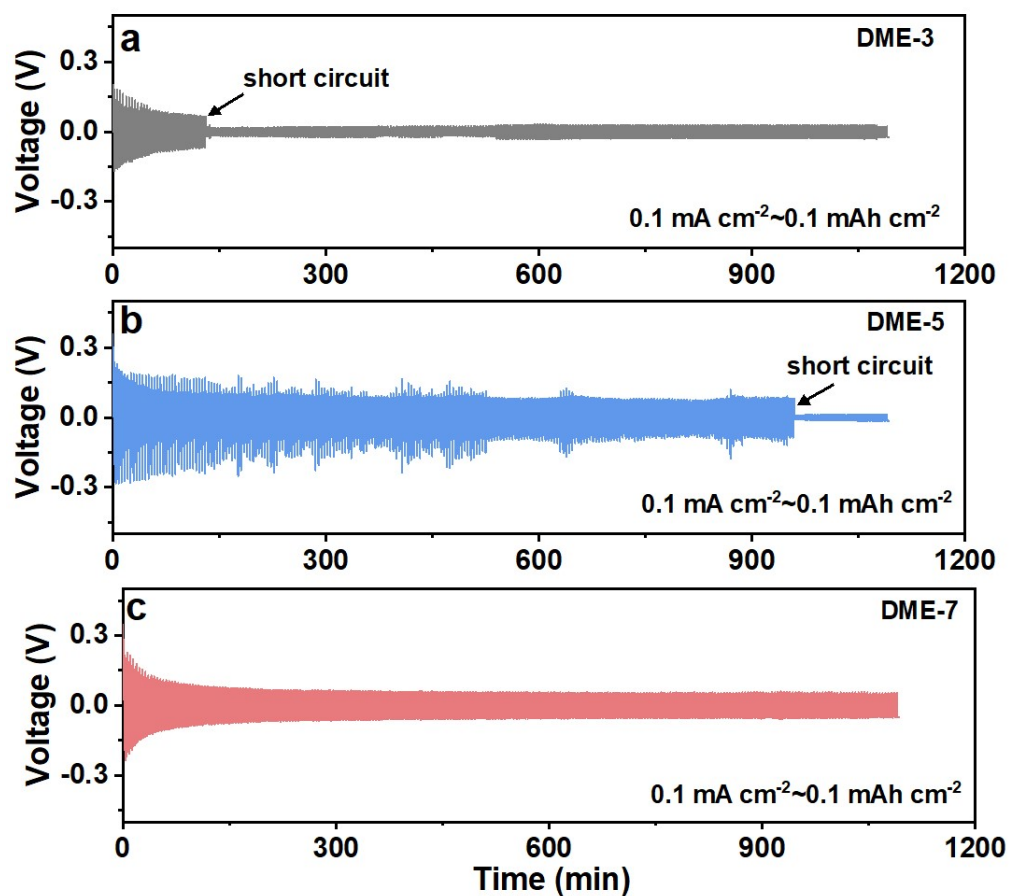 a
DME-3
0.3
short circuit
0.0
-0.3
0.1 mA cm⁻²~0.1 mAh cm⁻²
Voltage (V)
0 300 600 900 1200
b
DME-5
0.3
short circuit
0.0
-0.3
0.1 mA cm⁻²~0.1 mAh cm⁻²
Voltage (V)
0 300 600 900 1200
c
DME-7
0.3
0.0
-0.3
0.1 mA cm⁻²~0.1 mAh cm⁻²
Voltage (V)
0 300 600 900 1200
Time (min)